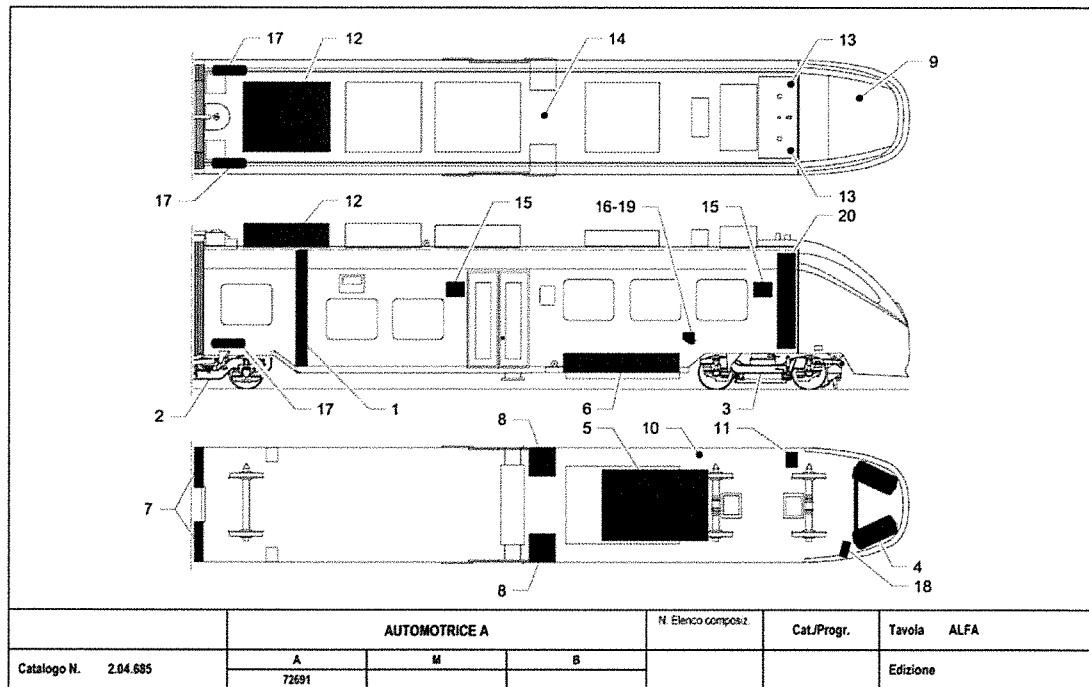 17 12 14 13 9
17 13
12 15 16-19 15 20
2 17 1 6 3
8 5 10 11
7
8 4
18
AUTOMOTRICE A N. Elenco composiz. Cat./Progr. Tavola ALFA
Catalogo N. 2.04.685 A M B Edizione
72691